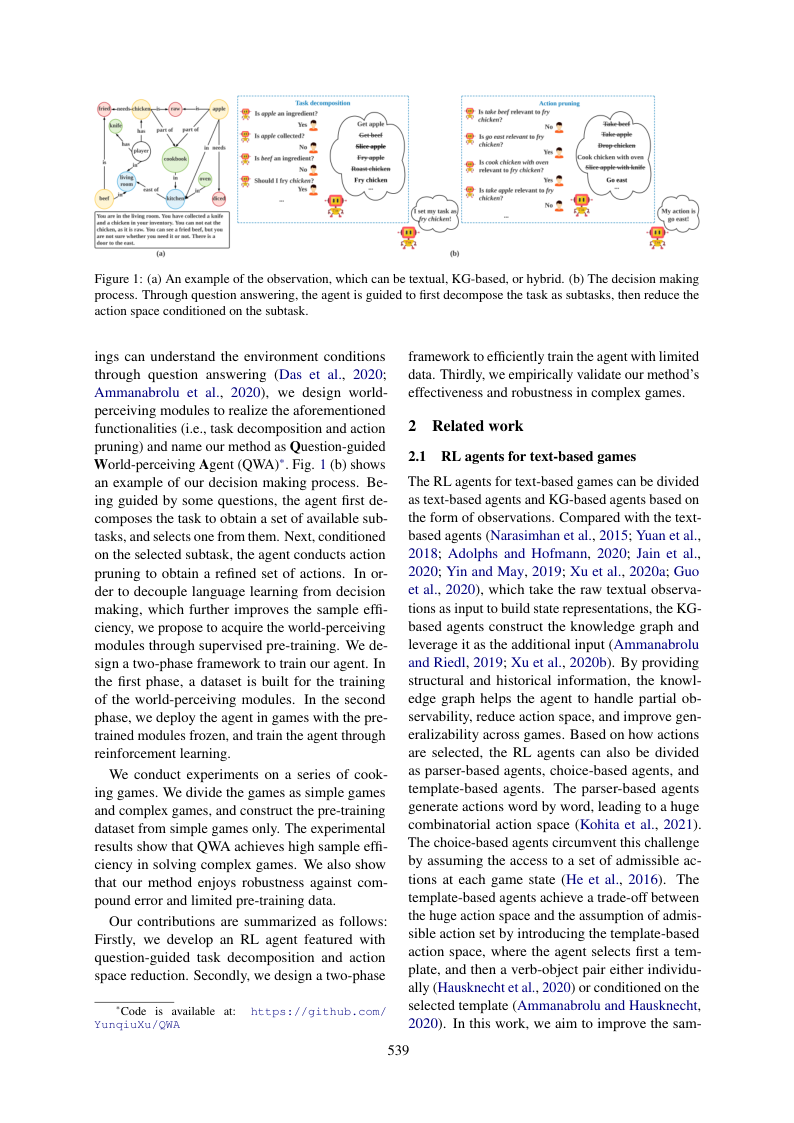 fried
needs
chicken
is
raw
is
apple
knife
has
part of
part of
has
player
cookbook
in
needs
is
in
living
room
in
oven
east of
in
beef
in
kitchen
diced
You are in the living room. You have collected a knife
and a chicken in your inventory. You can not eat the
chicken, as it is raw. You can see a fried beef, but you
are not sure whether you need it or not. There is a
door to the east.
(a)
Task decomposition
Is apple an ingredient?
Yes
Is apple collected?
No
Is beef an ingredient?
No
Should I fry chicken?
Yes
...
Get apple
Get beef
Slice apple
Fry apple
Roast chicken
Fry chicken
...
I set my task as
fry chicken!
Action pruning
Is take beef relevant to fry
chicken?
No
Is go east relevant to fry
chicken?
Yes
Is cook chicken with oven
relevant to fry chicken?
Yes
Is take apple relevant to fry
chicken?
No
...
Take beef
Take apple
Drop chicken
Cook chicken with oven
Slice apple with knife
Go east
...
My action is
go east!
(b)
Figure 1: (a) An example of the observation, which can be textual, KG-based, or hybrid. (b) The decision making
process. Through question answering, the agent is guided to first decompose the task as subtasks, then reduce the
action space conditioned on the subtask.
ings can understand the environment conditions
through question answering (Das et al., 2020;
Ammanabrolu et al., 2020), we design world-
perceiving modules to realize the aforementioned
functionalities (i.e., task decomposition and action
pruning) and name our method as Question-guided
World-perceiving Agent (QWA)*. Fig. 1 (b) shows
an example of our decision making process. Be-
ing guided by some questions, the agent first de-
composes the task to obtain a set of available sub-
tasks, and selects one from them. Next, conditioned
on the selected subtask, the agent conducts action
pruning to obtain a refined set of actions. In or-
der to decouple language learning from decision
making, which further improves the sample effi-
ciency, we propose to acquire the world-perceiving
modules through supervised pre-training. We de-
sign a two-phase framework to train our agent. In
the first phase, a dataset is built for the training
of the world-perceiving modules. In the second
phase, we deploy the agent in games with the pre-
trained modules frozen, and train the agent through
reinforcement learning.
We conduct experiments on a series of cook-
ing games. We divide the games as simple games
and complex games, and construct the pre-training
dataset from simple games only. The experimental
results show that QWA achieves high sample effi-
ciency in solving complex games. We also show
that our method enjoys robustness against com-
pound error and limited pre-training data.
Our contributions are summarized as follows:
Firstly, we develop an RL agent featured with
question-guided task decomposition and action
space reduction. Secondly, we design a two-phase
*Code is available at: https://github.com/
YunqiuXu/QWA
framework to efficiently train the agent with limited
data. Thirdly, we empirically validate our method's
effectiveness and robustness in complex games.
2 Related work
2.1 RL agents for text-based games
The RL agents for text-based games can be divided
as text-based agents and KG-based agents based on
the form of observations. Compared with the text-
based agents (Narasimhan et al., 2015; Yuan et al.,
2018; Adolphs and Hofmann, 2020; Jain et al.,
2020; Yin and May, 2019; Xu et al., 2020a; Guo
et al., 2020), which take the raw textual observa-
tions as input to build state representations, the KG-
based agents construct the knowledge graph and
leverage it as the additional input (Ammanabrolu
and Riedl, 2019; Xu et al., 2020b). By providing
structural and historical information, the knowl-
edge graph helps the agent to handle partial ob-
servability, reduce action space, and improve gen-
eralizability across games. Based on how actions
are selected, the RL agents can also be divided
as parser-based agents, choice-based agents, and
template-based agents. The parser-based agents
generate actions word by word, leading to a huge
combinatorial action space (Kohita et al., 2021).
The choice-based agents circumvent this challenge
by assuming the access to a set of admissible ac-
tions at each game state (He et al., 2016). The
template-based agents achieve a trade-off between
the huge action space and the assumption of admis-
sible action set by introducing the template-based
action space, where the agent selects first a tem-
plate, and then a verb-object pair either individu-
ally (Hausknecht et al., 2020) or conditioned on the
selected template (Ammanabrolu and Hausknecht,
2020). In this work, we aim to improve the sam-
539